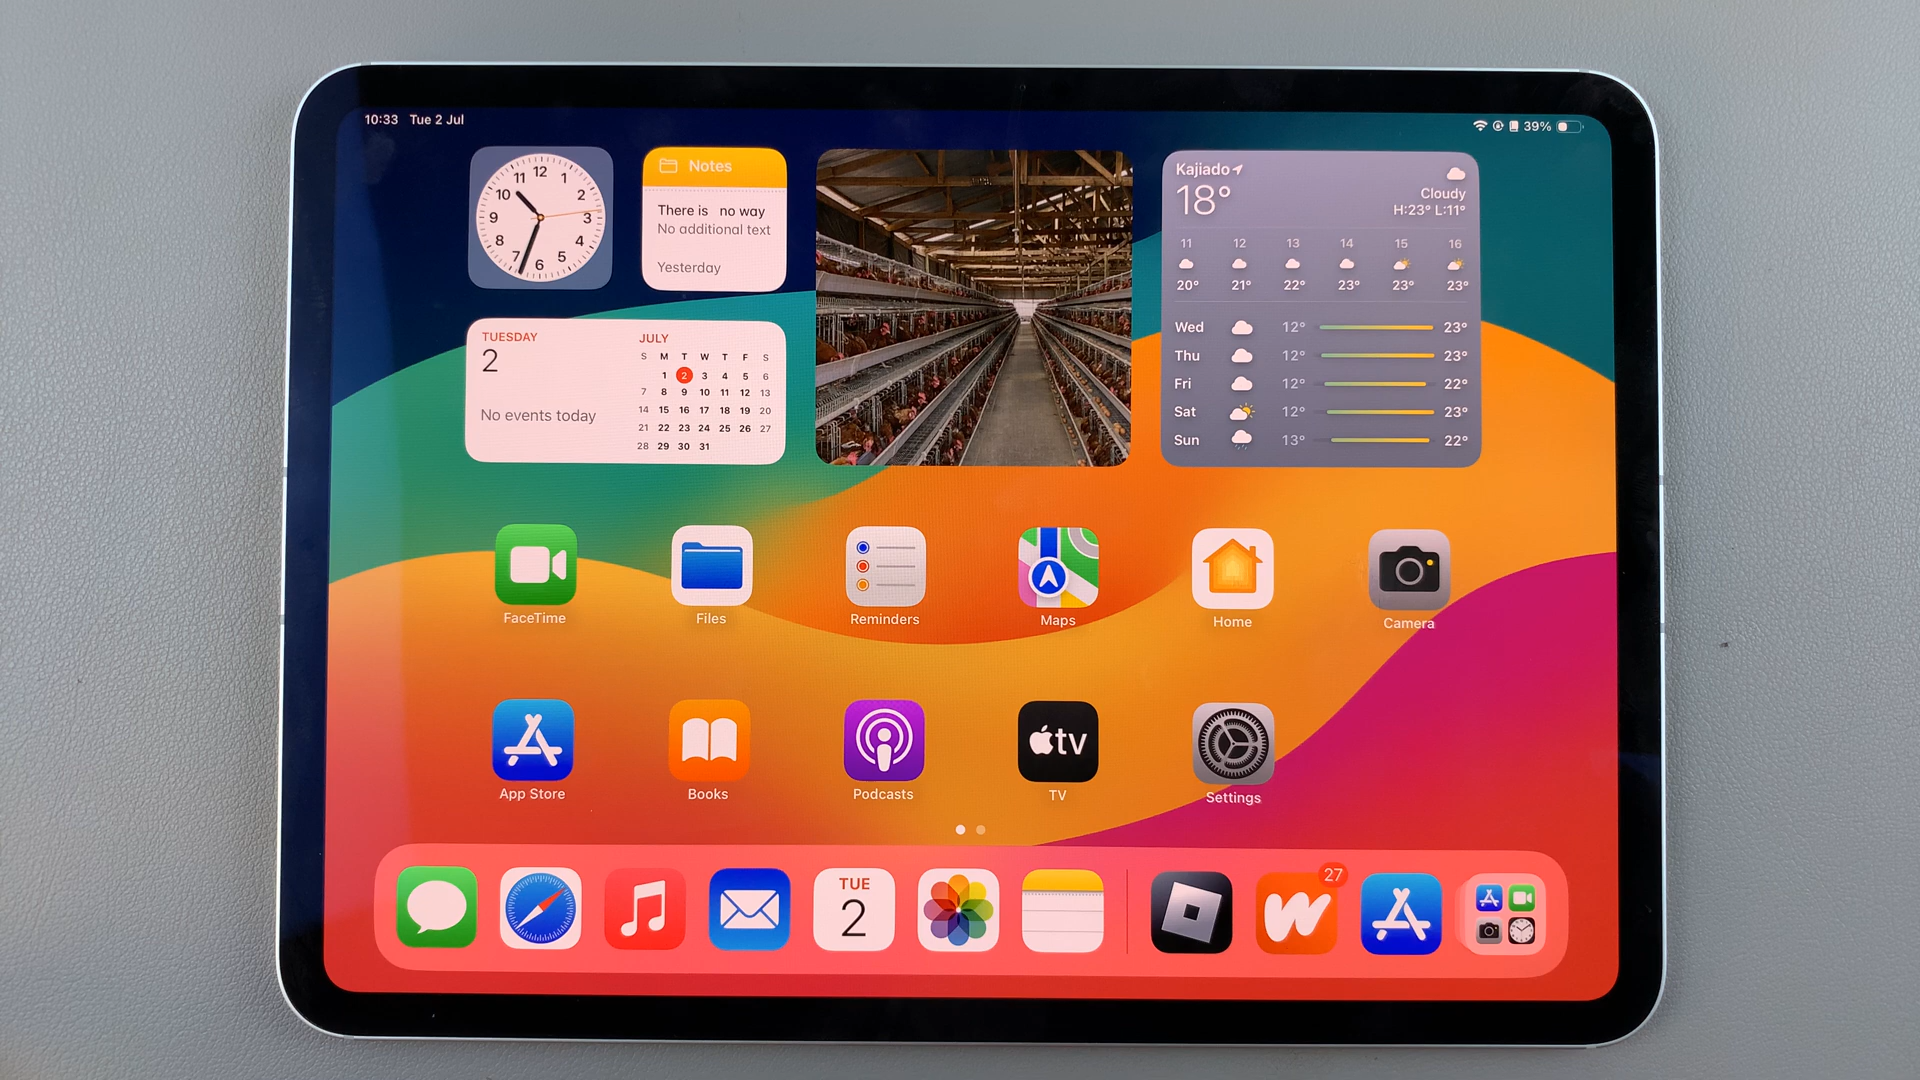 10:33 Tue 2 Jul
39%
12
1
2
3
4
5
6
7
8
9
10
11
Notes
There is no way
No additional text
Yesterday
TUESDAY
2
No events today
JULY
S M T W T F S
1 2 3 4 5 6
7 8 9 10 11 12 13
14 15 16 17 18 19 20
21 22 23 24 25 26 27
28 29 30 31
Kajiado
18°
Cloudy
H:23° L:11°
11 12 13 14 15 16
20° 21° 22° 23° 23° 23°
Wed 12° 23°
Thu 12° 23°
Fri 12° 22°
Sat 12° 23°
Sun 13° 22°
FaceTime
Files
Reminders
Maps
Home
Camera
tv
App Store
Books
Podcasts
TV
Settings
TUE
2
27